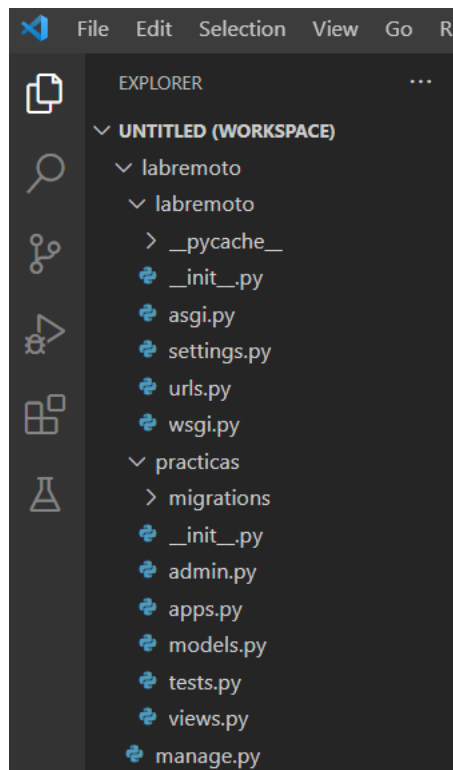 File Edit Selection View Go R
EXPLORER ...
UNTITLED (WORKSPACE)
labremoto
labremoto
__pycache__
__init__.py
asgi.py
settings.py
urls.py
wsgi.py
practicas
migrations
__init__.py
admin.py
apps.py
models.py
tests.py
views.py
manage.py